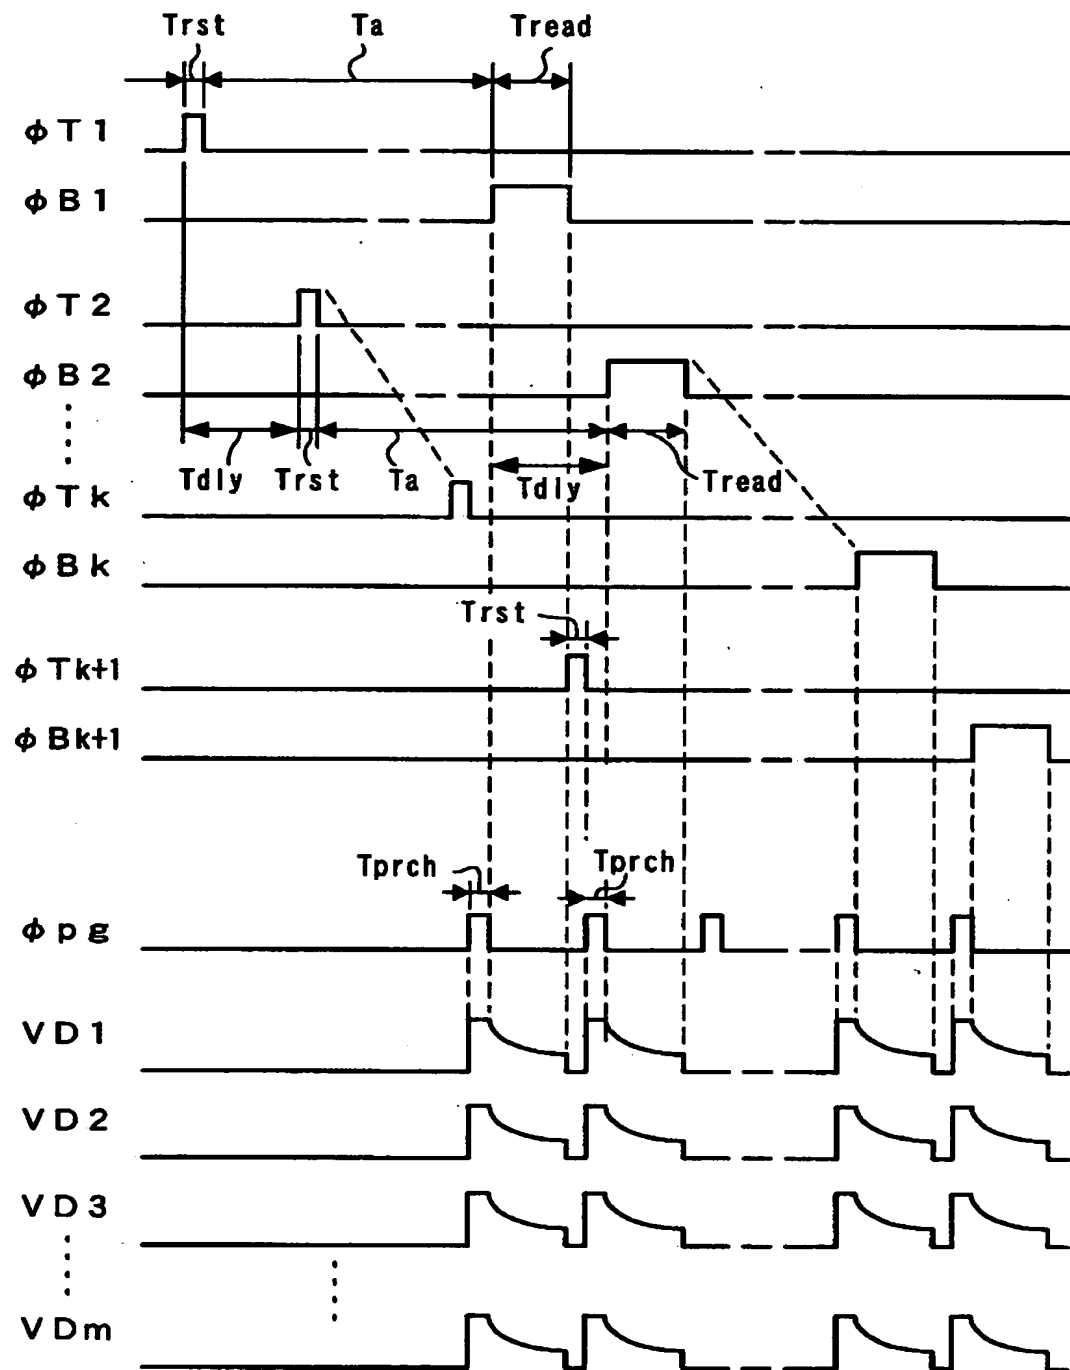 Trst Ta Tread
φT1
φB1
φT2
φB2
Tdly Trst Ta Tdly Tread
φTk
φBk
Trst
φTk+1
φBk+1
Tprch Tprch
φpg
VD1
VD2
VD3
VDm